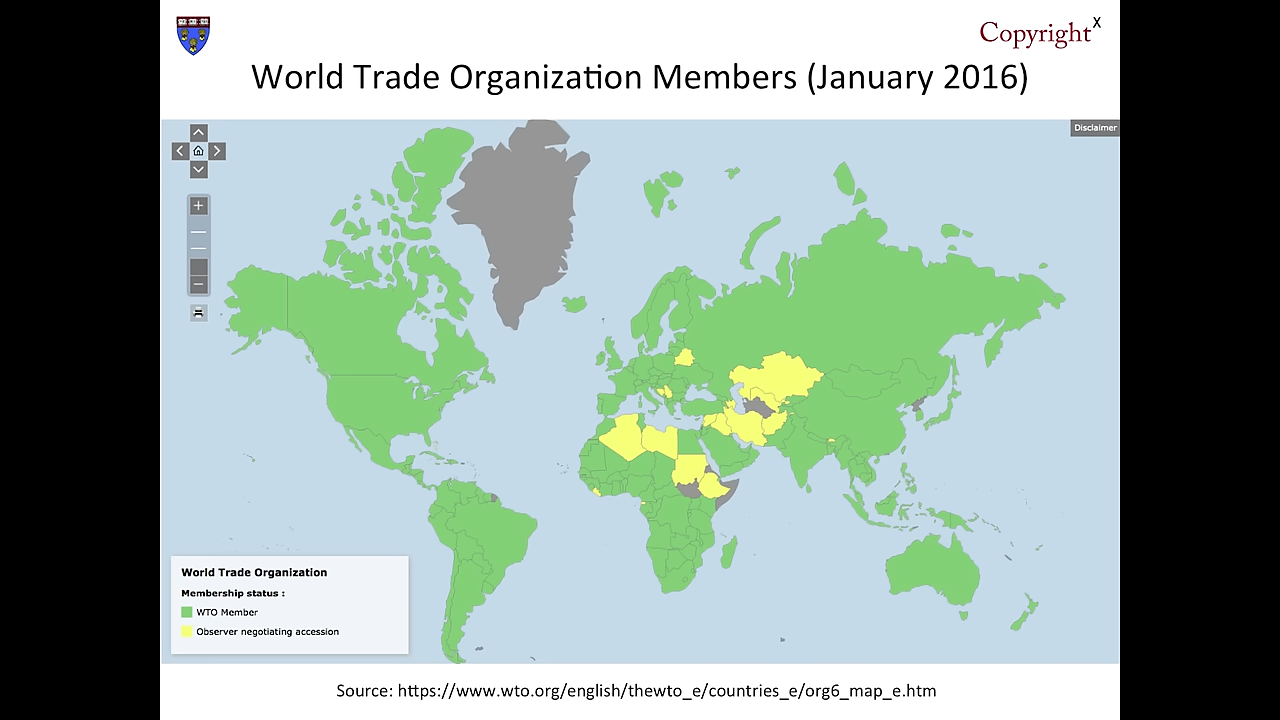 Copyright X
World Trade Organization Members (January 2016)
Disclaimer
World Trade Organization
Membership status :
WTO Member
Observer negotiating accession
Source: https://www.wto.org/english/thewto_e/countries_e/org6_map_e.htm